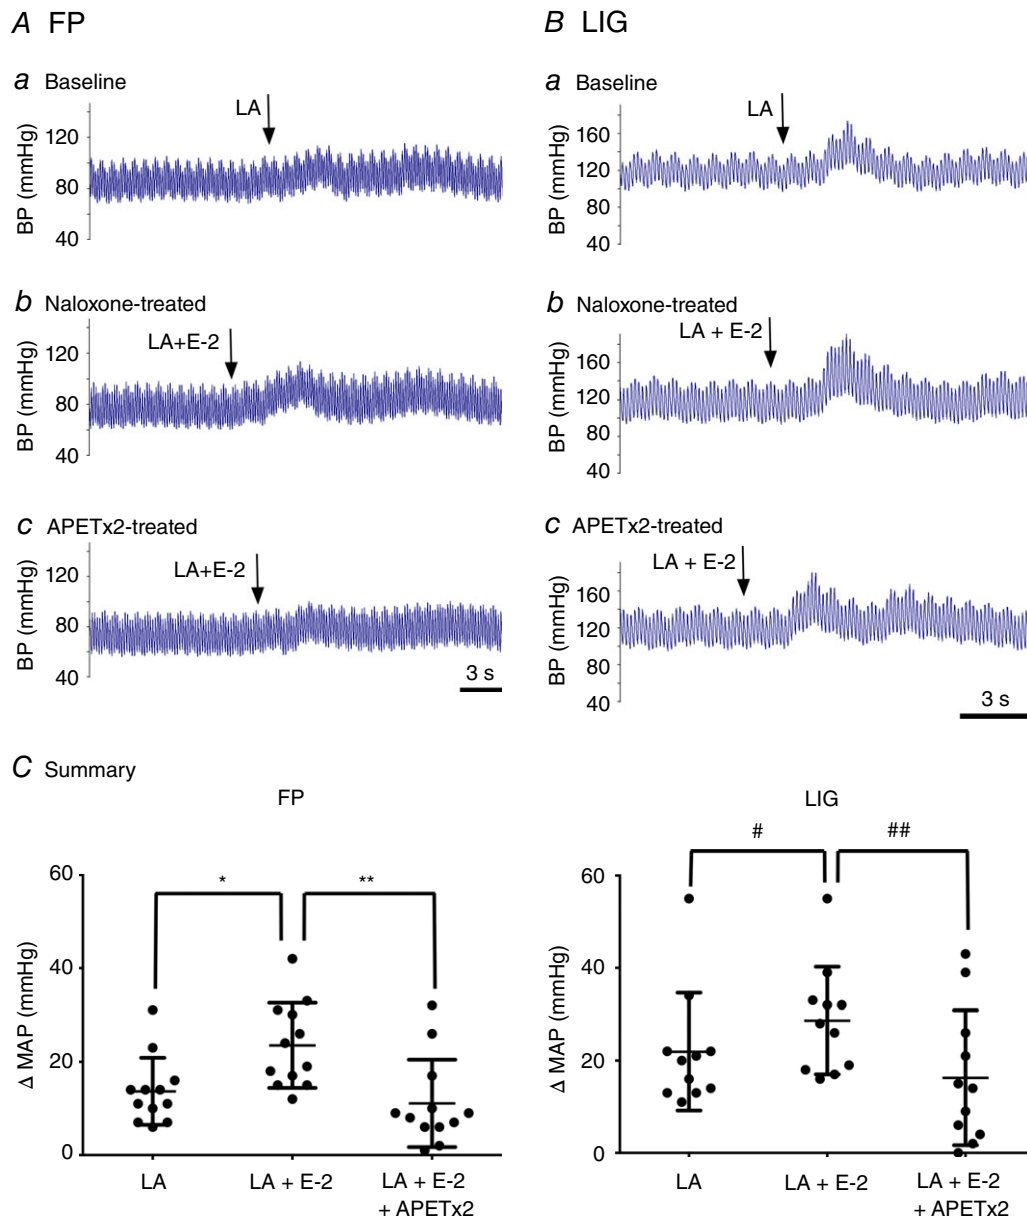 A FP
a Baseline
LA
BP (mmHg)
120
80
40
b Naloxone-treated
LA+E-2
BP (mmHg)
120
80
40
c APETx2-treated
LA+E-2
BP (mmHg)
120
80
40
3 s
B LIG
a Baseline
LA
BP (mmHg)
160
120
80
40
b Naloxone-treated
LA + E-2
BP (mmHg)
160
120
80
40
c APETx2-treated
LA + E-2
BP (mmHg)
160
120
80
40
3 s
C Summary
FP
* **
Δ MAP (mmHg)
60
40
20
0
LA
LA + E-2
LA + E-2
+ APETx2
LIG
# ##
Δ MAP (mmHg)
60
40
20
0
LA
LA + E-2
LA + E-2
+ APETx2